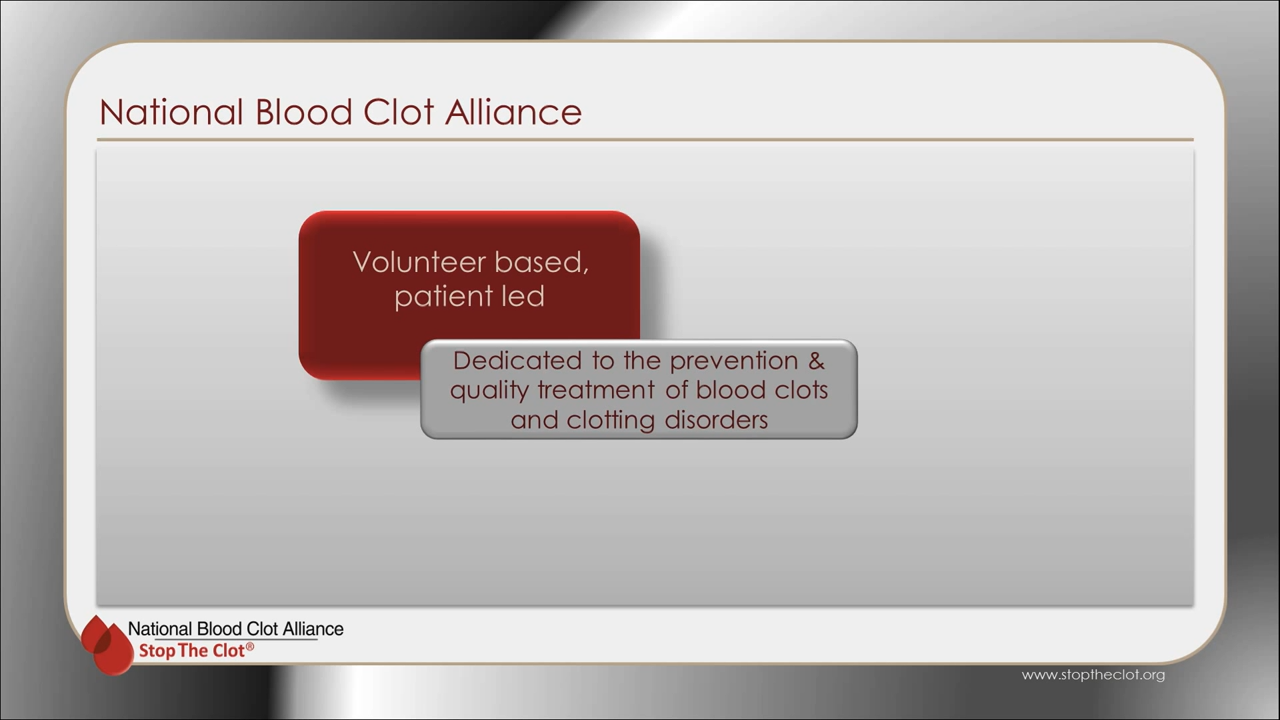 National Blood Clot Alliance
Volunteer based,
patient led
Dedicated to the prevention &
quality treatment of blood clots
and clotting disorders
National Blood Clot Alliance
Stop The Clot®
www.stoptheclot.org